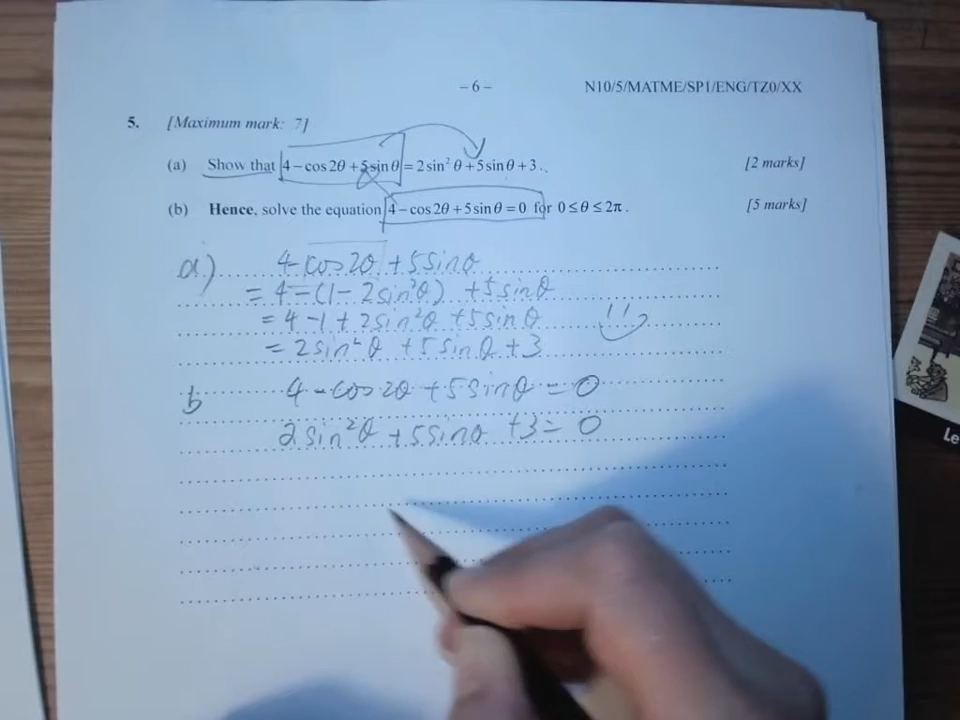 – 6 –
N10/5/MATME/SP1/ENG/TZ0/XX
5. [Maximum mark: 7]
(a) Show that 4 − cos 2θ + 5 sin θ = 2 sin² θ + 5 sin θ + 3 .
[2 marks]
(b) Hence, solve the equation 4 − cos 2θ + 5 sin θ = 0 for 0 ≤ θ ≤ 2π .
[5 marks]
a) 4 - cos 2θ + 5 sin θ
= 4 - (1 - 2 sin²θ) + 5 sin θ
= 4 - 1 + 2 sin²θ + 5 sin θ
= 2 sin²θ + 5 sin θ + 3
b 4 - cos 2θ + 5 sin θ = 0
2 sin²θ + 5 sin θ + 3 = 0
Le